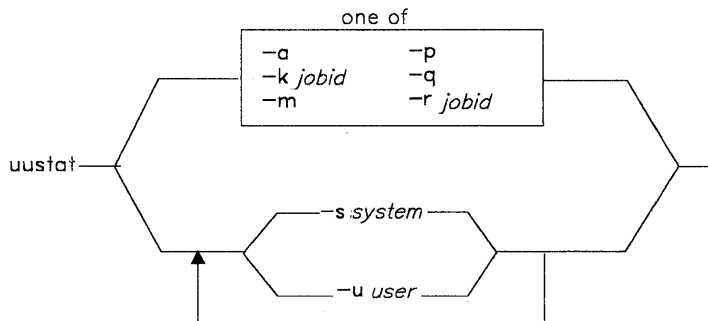 one of
-a -p
-k jobid -q
-m -r jobid
uustat
-s system
-u user